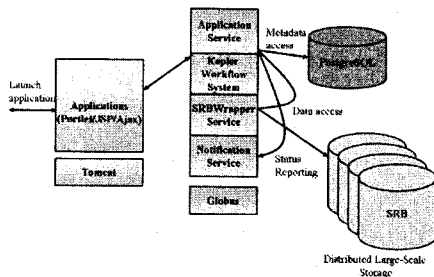 Launch
application
Applications
(Portlet/JSP/Ajax)
Tomcat
Application
Service
Kepler
Workflow
System
SRBWrapper
Service
Notification
Service
Globus
Metadata
access
PostgreSQL
Data access
Status
Reporting
SRB
Distributed Large-Scale
Storage